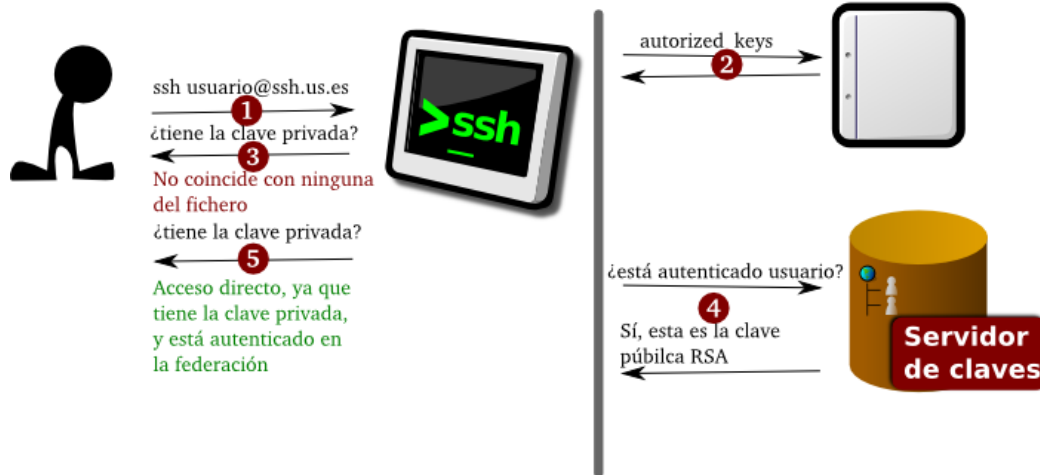 ssh usuario@ssh.us.es
1
¿tiene la clave privada?
3
No coincide con ninguna
del fichero
¿tiene la clave privada?
5
Acceso directo, ya que
tiene la clave privada,
y está autenticado en
la federación
>ssh
autorized_keys
2
¿está autenticado usuario?
4
Sí, esta es la clave
púbilca RSA
Servidor
de claves